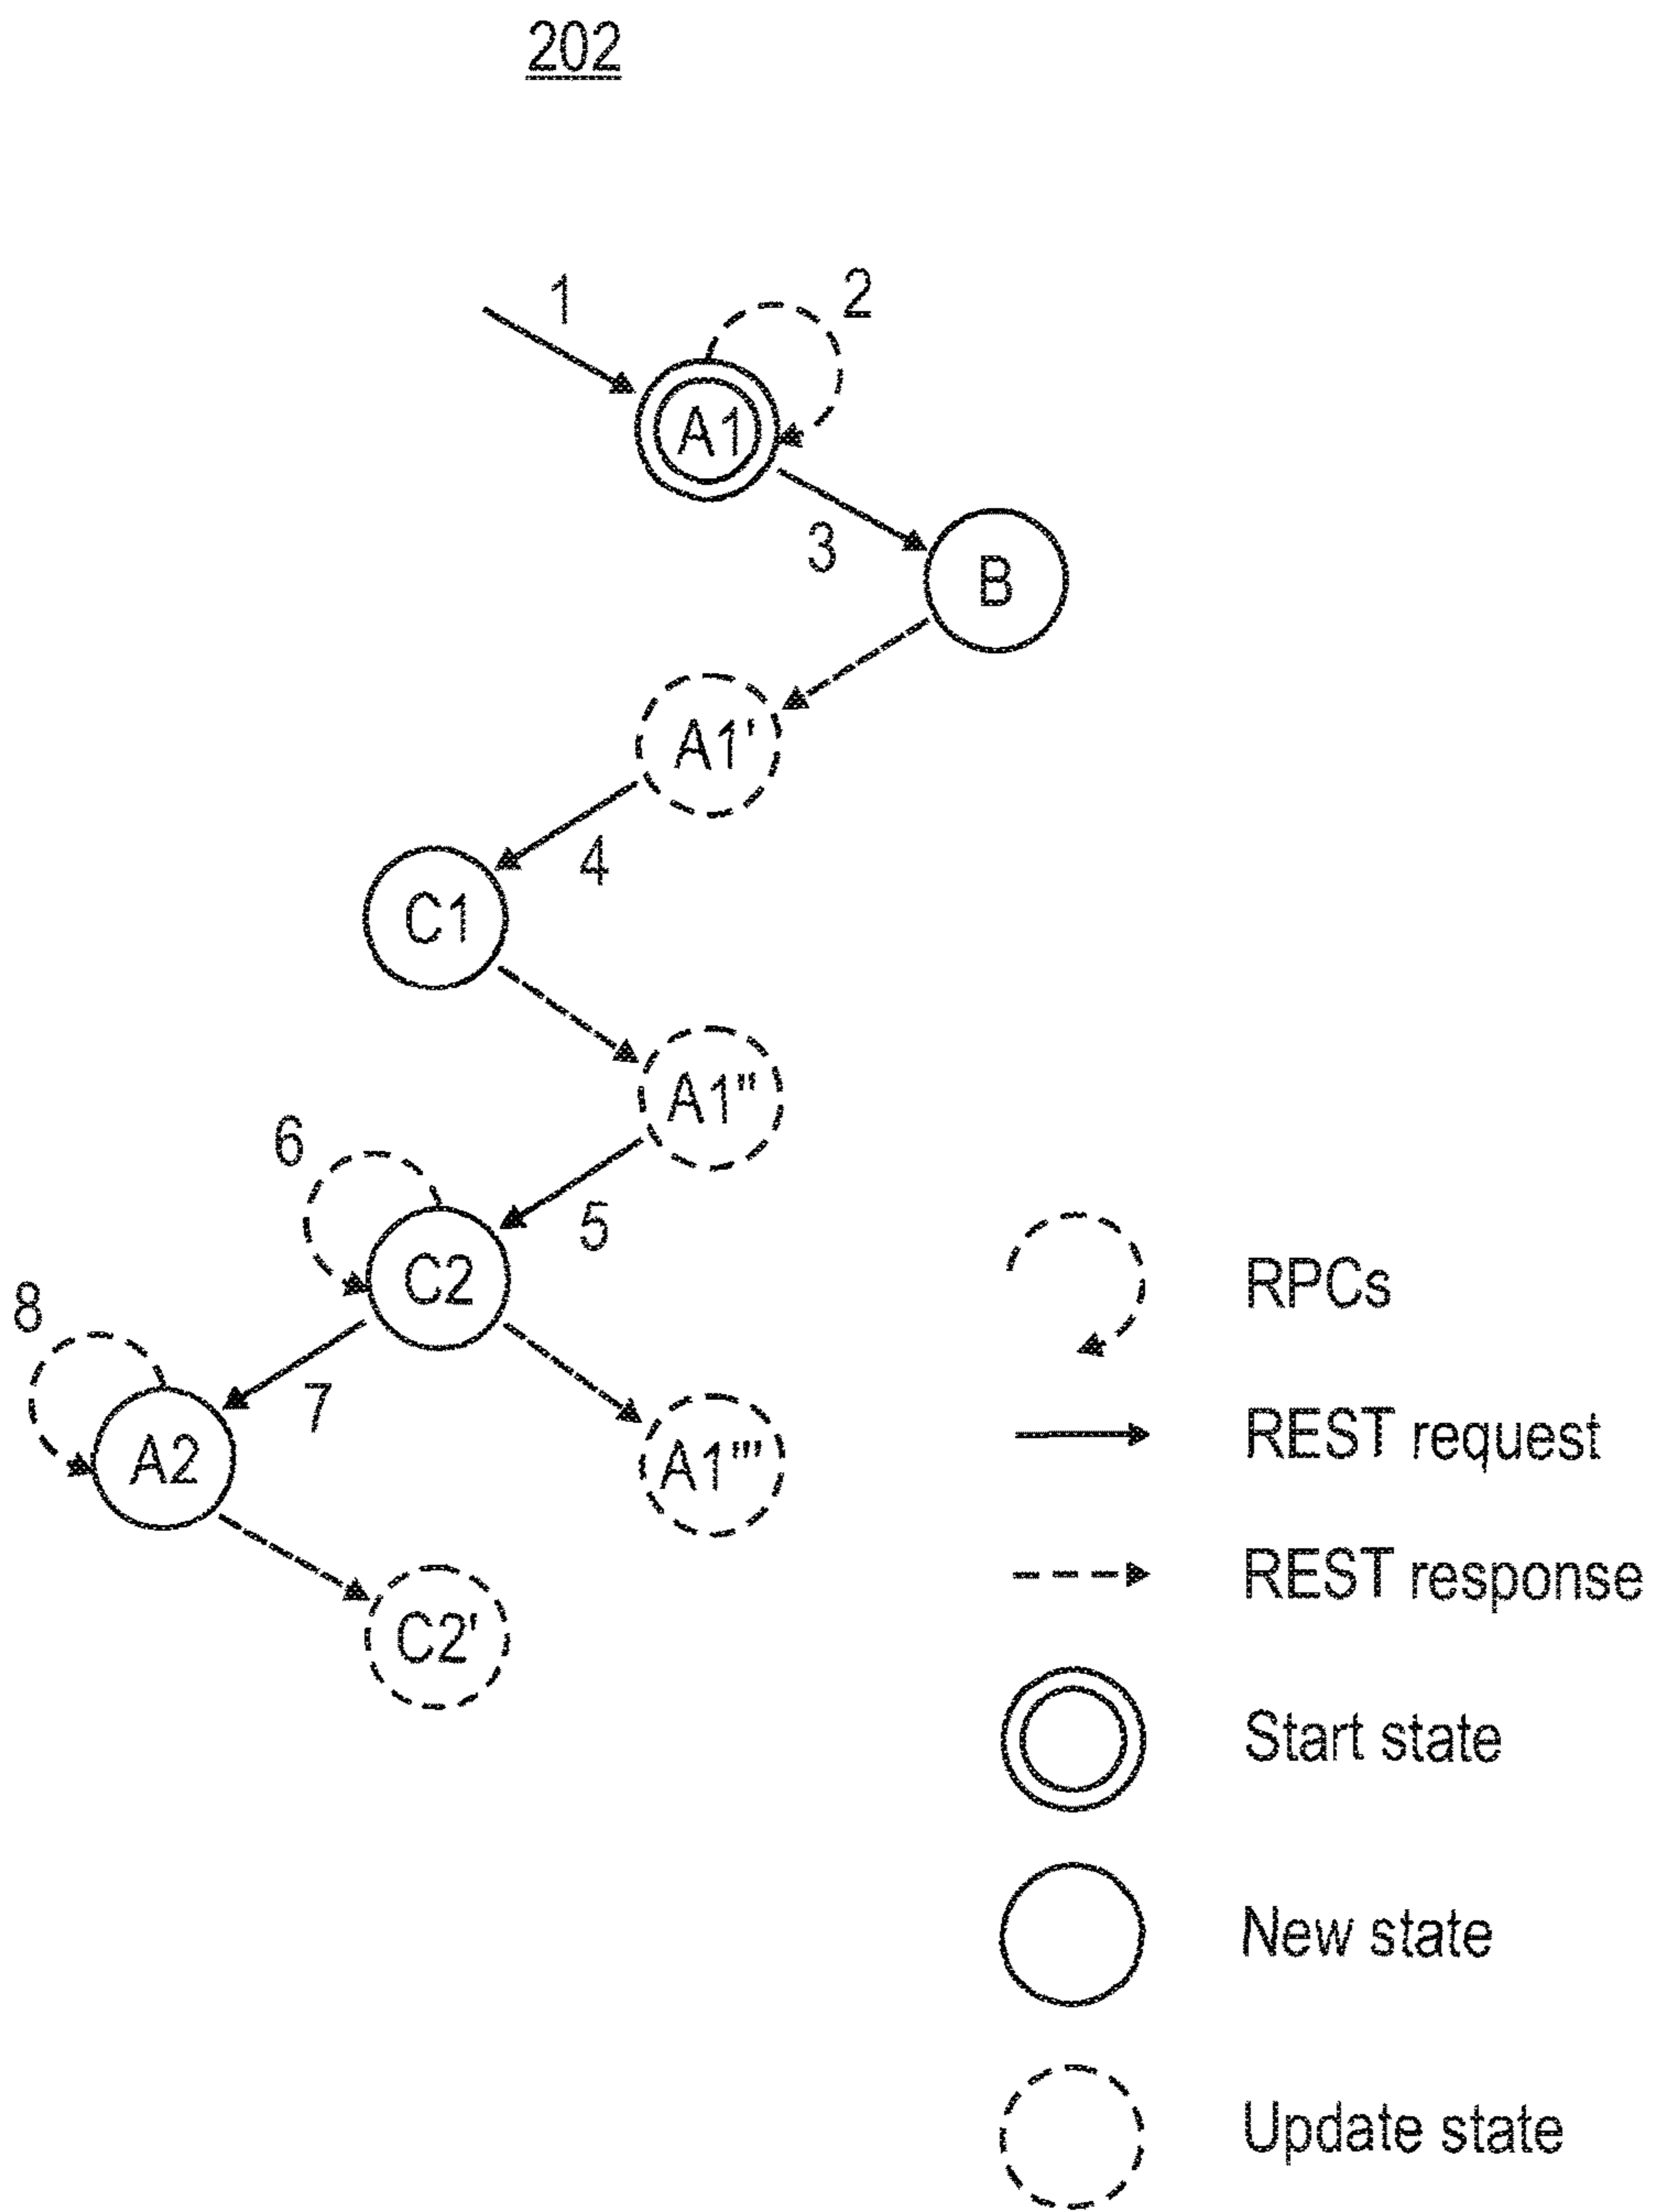 202
1
2
A1
3
B
A1'
4
C1
A1"
6
5
C2
8
7
A2
A1'''
C2'
RPCs
REST request
REST response
Start state
New state
Update state